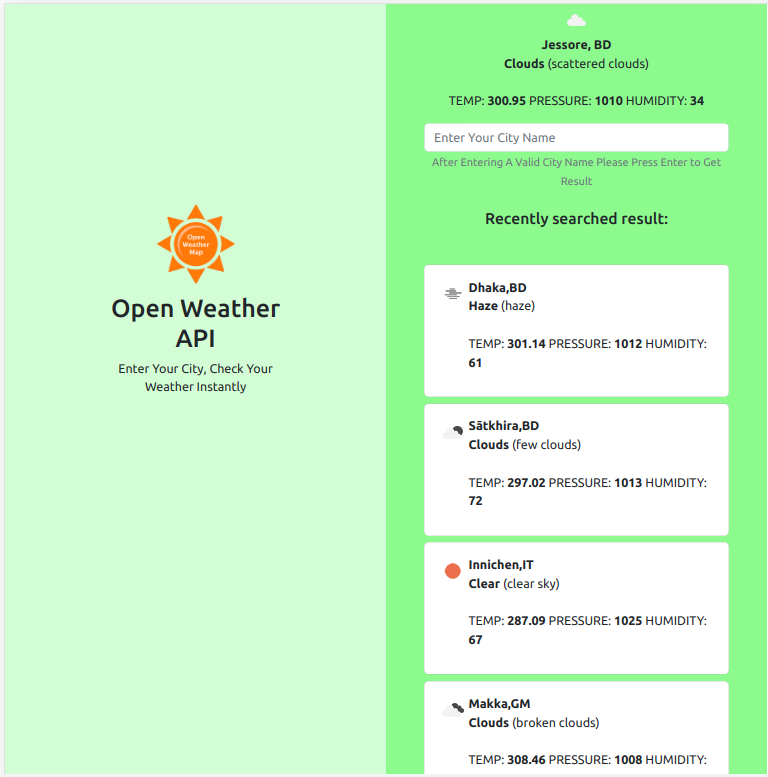 Open
Weather
Map
Open Weather
API
Enter Your City, Check Your
Weather Instantly
Jessore, BD
Clouds (scattered clouds)
TEMP: 300.95 PRESSURE: 1010 HUMIDITY: 34
Enter Your City Name
After Entering A Valid City Name Please Press Enter to Get
Result
Recently searched result:
Dhaka,BD
Haze (haze)
TEMP: 301.14 PRESSURE: 1012 HUMIDITY:
61
Sātkhira,BD
Clouds (few clouds)
TEMP: 297.02 PRESSURE: 1013 HUMIDITY:
72
Innichen,IT
Clear (clear sky)
TEMP: 287.09 PRESSURE: 1025 HUMIDITY:
67
Makka,GM
Clouds (broken clouds)
TEMP: 308.46 PRESSURE: 1008 HUMIDITY: